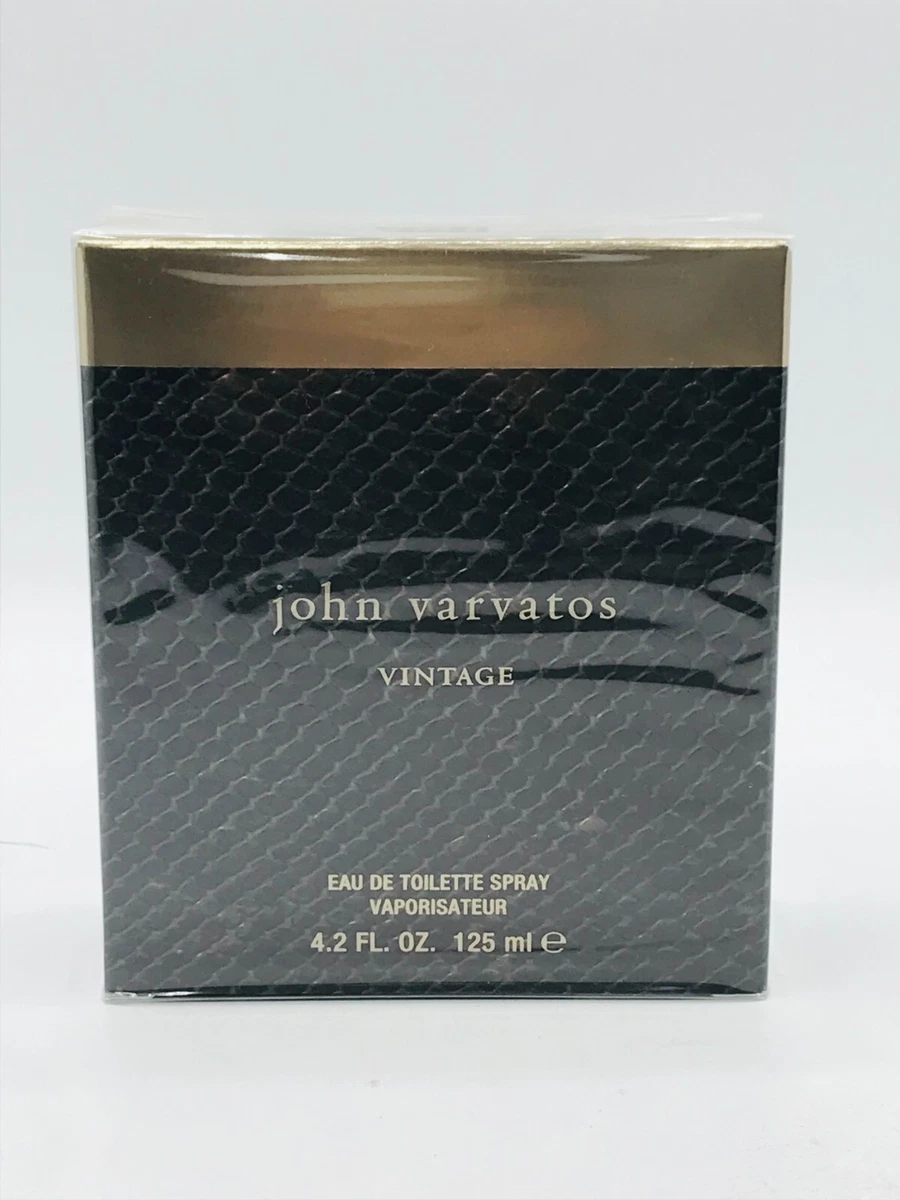 john varvatos
VINTAGE
EAU DE TOILETTE SPRAY
VAPORISATEUR
4.2 FL. OZ. 125 ml ℮